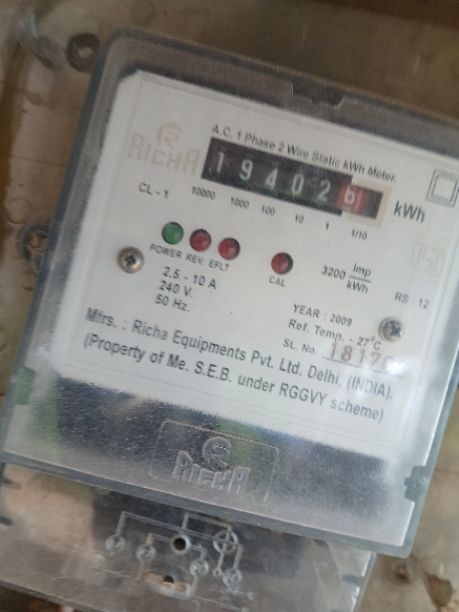 A.C. 1 Phase 2 Wire Static kWh Meter.
RICHA
19402 6 kWh
CL - 1 10000 1000 100 10 1 1/10
POWER REV. EFLT CAL 3200 imp/kWh
2.5 - 10 A
240 V.
50 Hz.
RS : 12
YEAR : 2009
Ref. Temp. - 27°C
SL. No.
Mfrs. : Richa Equipments Pvt. Ltd. Delhi, (INDIA).
(Property of Me. S.E.B. under RGGVY scheme)
RICHA